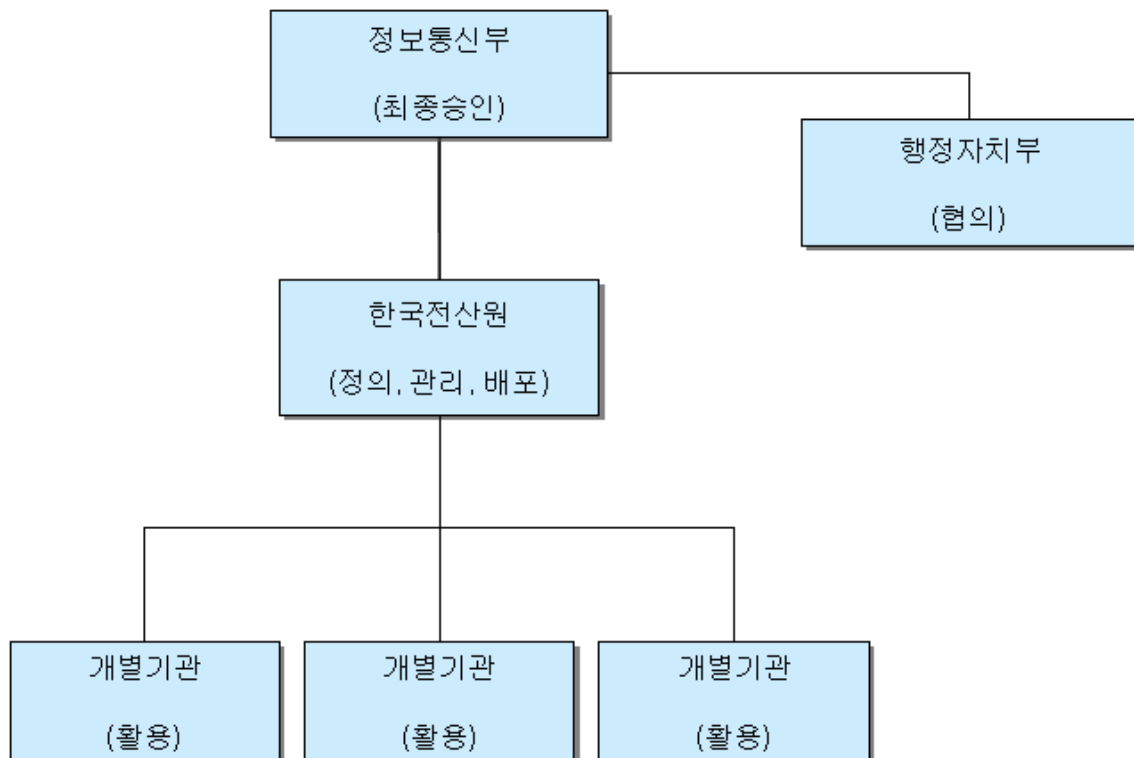 정보통신부
(최종승인)
행정자치부
(협의)
한국전산원
(정의, 관리, 배포)
개별기관
(활용)
개별기관
(활용)
개별기관
(활용)